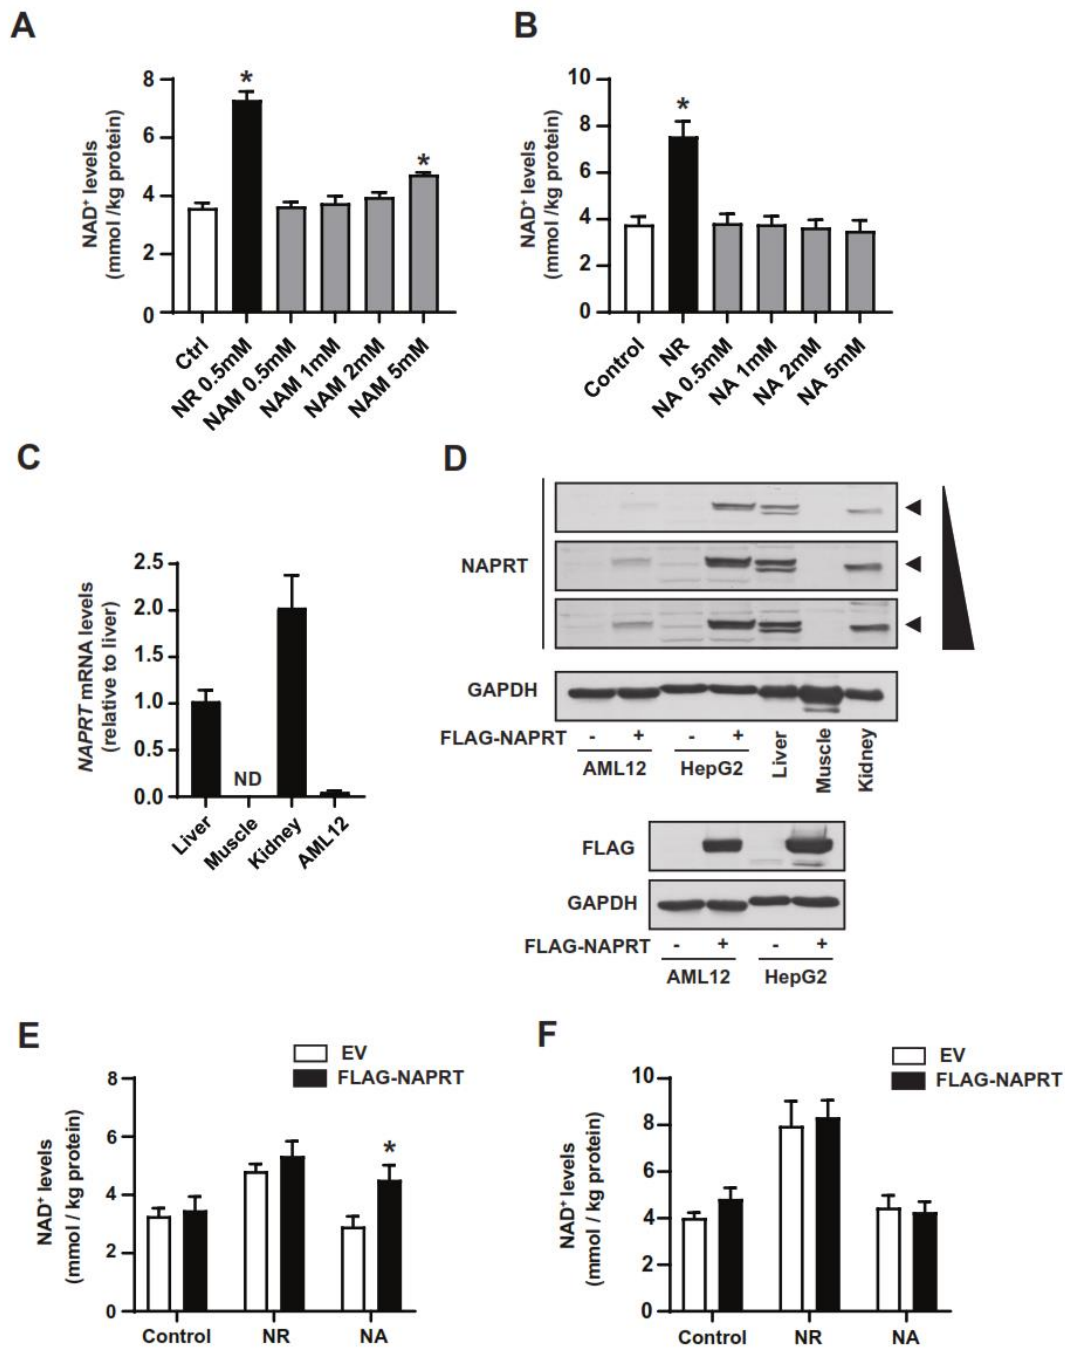 A
NAD+ levels
(mmol /kg protein)
8
6
4
2
0
*
*
Ctrl
NR 0.5mM
NAM 0.5mM
NAM 1mM
NAM 2mM
NAM 5mM
B
NAD+ levels
(mmol /kg protein)
10
8
6
4
2
0
*
Control
NR
NA 0.5mM
NA 1mM
NA 2mM
NA 5mM
C
NAPRT mRNA levels
(relative to liver)
2.5
2.0
1.5
1.0
0.5
0.0
ND
Liver
Muscle
Kidney
AML12
D
NAPRT
GAPDH
FLAG-NAPRT - + - +
AML12 HepG2
Liver
Muscle
Kidney
FLAG
GAPDH
FLAG-NAPRT - + - +
AML12 HepG2
E
EV
FLAG-NAPRT
NAD+ levels
(mmol / kg protein)
8
6
4
2
0
*
Control NR NA
F
EV
FLAG-NAPRT
NAD+ levels
(mmol / kg protein)
10
8
6
4
2
0
Control NR NA